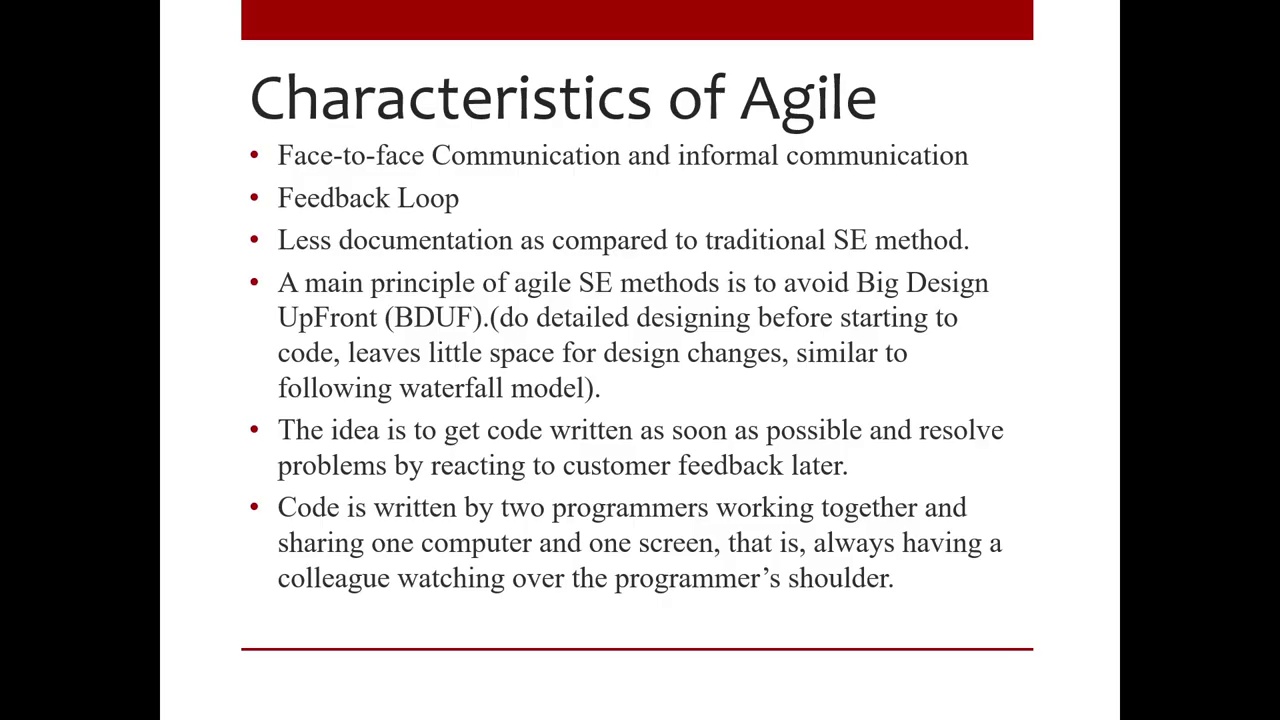 Characteristics of Agile
• Face-to-face Communication and informal communication
• Feedback Loop
• Less documentation as compared to traditional SE method.
• A main principle of agile SE methods is to avoid Big Design
UpFront (BDUF).(do detailed designing before starting to
code, leaves little space for design changes, similar to
following waterfall model).
• The idea is to get code written as soon as possible and resolve
problems by reacting to customer feedback later.
• Code is written by two programmers working together and
sharing one computer and one screen, that is, always having a
colleague watching over the programmer’s shoulder.